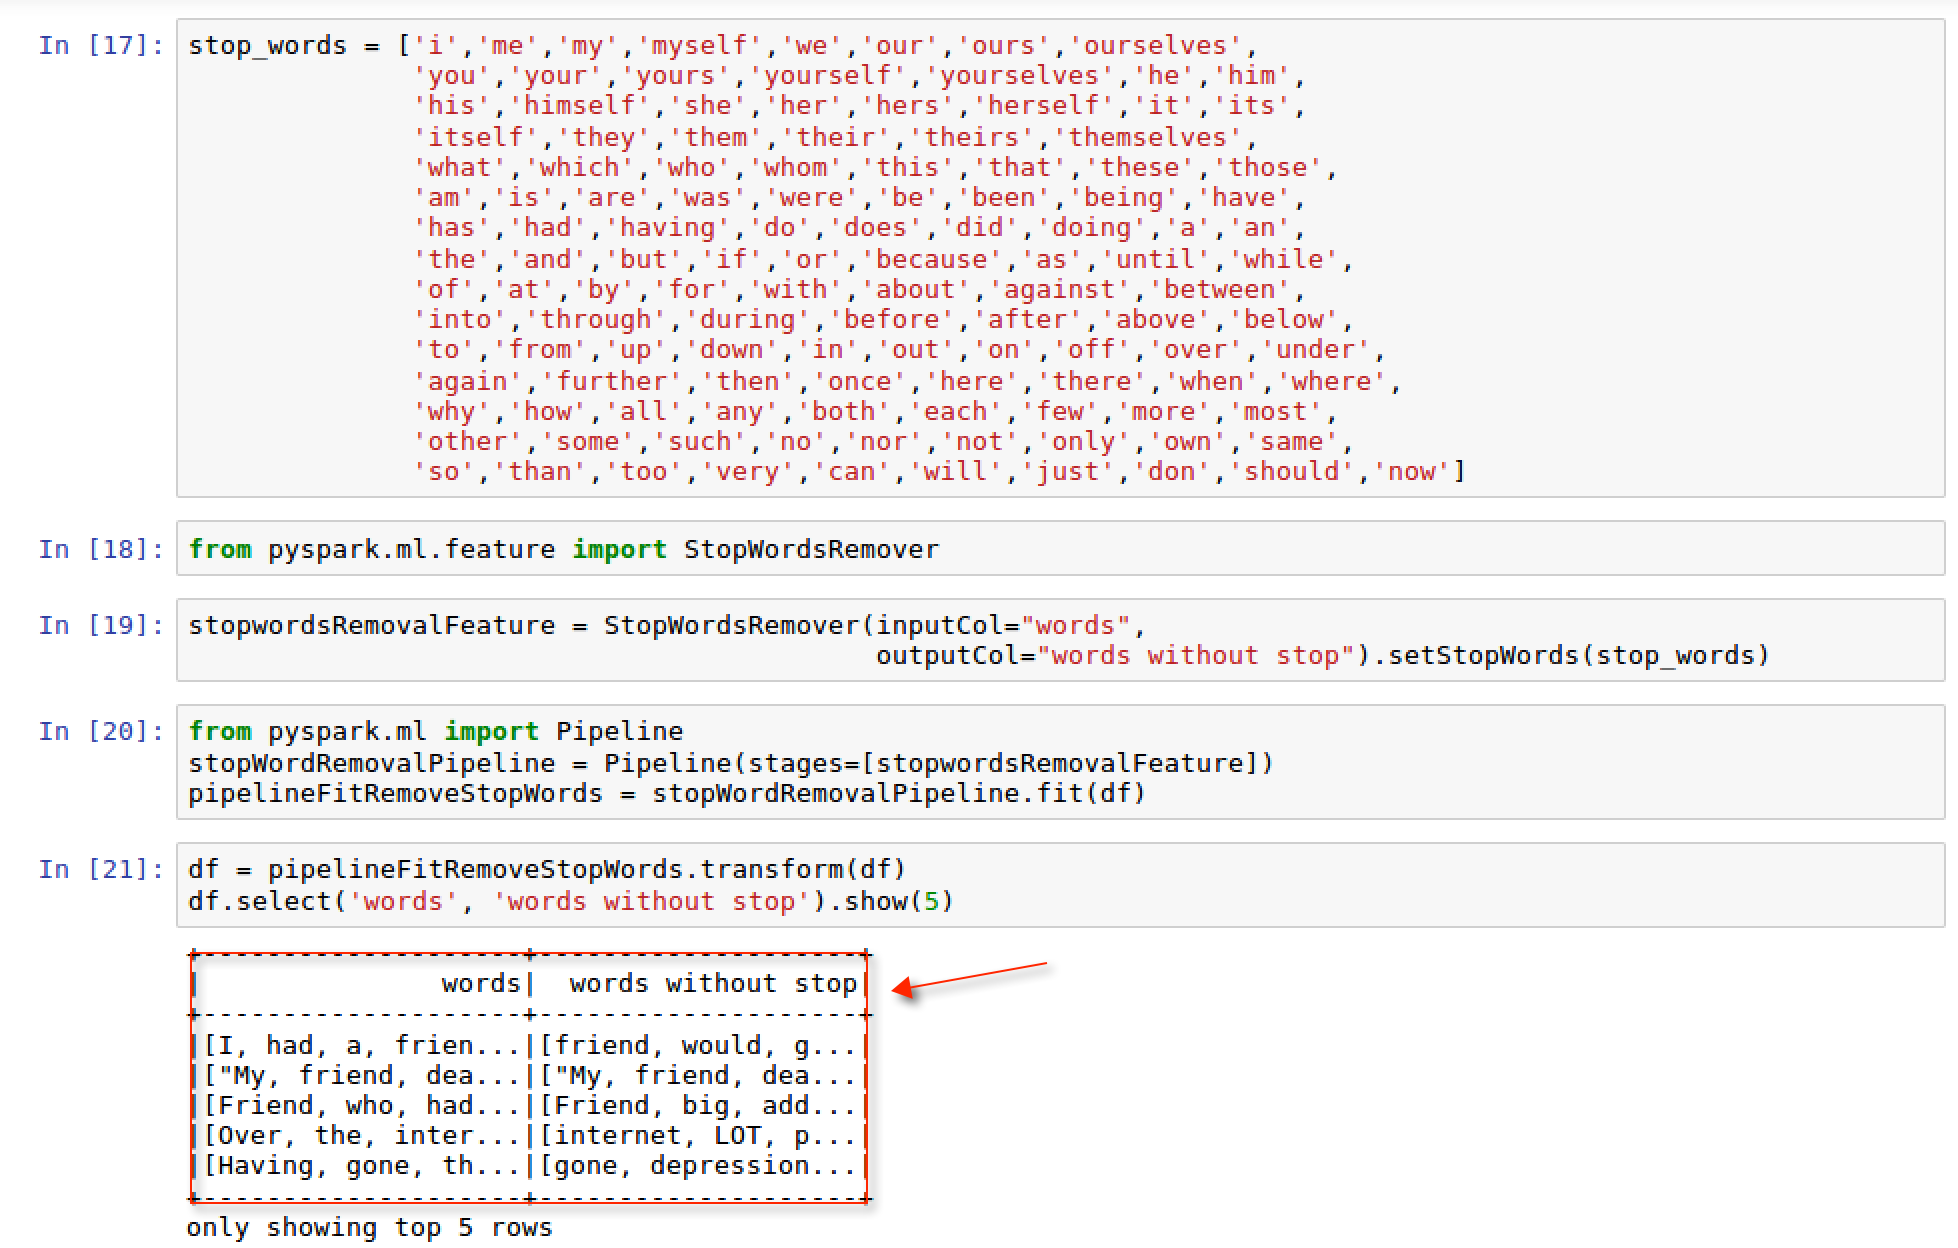 In [17]: stop_words = ['i','me','my','myself','we','our','ours','ourselves',
'you','your','yours','yourself','yourselves','he','him',
'his','himself','she','her','hers','herself','it','its',
'itself','they','them','their','theirs','themselves',
'what','which','who','whom','this','that','these','those',
'am','is','are','was','were','be','been','being','have',
'has','had','having','do','does','did','doing','a','an',
'the','and','but','if','or','because','as','until','while',
'of','at','by','for','with','about','against','between',
'into','through','during','before','after','above','below',
'to','from','up','down','in','out','on','off','over','under',
'again','further','then','once','here','there','when','where',
'why','how','all','any','both','each','few','more','most',
'other','some','such','no','nor','not','only','own','same',
'so','than','too','very','can','will','just','don','should','now']
In [18]: from pyspark.ml.feature import StopWordsRemover
In [19]: stopwordsRemovalFeature = StopWordsRemover(inputCol="words",
outputCol="words without stop").setStopWords(stop_words)
In [20]: from pyspark.ml import Pipeline
stopWordRemovalPipeline = Pipeline(stages=[stopwordsRemovalFeature])
pipelineFitRemoveStopWords = stopWordRemovalPipeline.fit(df)
In [21]: df = pipelineFitRemoveStopWords.transform(df)
df.select('words', 'words without stop').show(5)
+--------------------+--------------------+
|               words|  words without stop|
+--------------------+--------------------+
|[I, had, a, frien...|[friend, would, g...|
|["My, friend, dea...|["My, friend, dea...|
|[Friend, who, had...|[Friend, big, add...|
|[Over, the, inter...|[internet, LOT, p...|
|[Having, gone, th...|[gone, depression...|
+--------------------+--------------------+
only showing top 5 rows